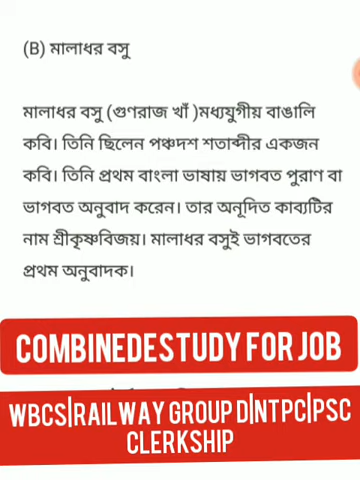 (B) মালাধর বসু
মালাধর বসু (গুণরাজ খাঁ )মধ্যযুগীয় বাঙালি
কবি। তিনি ছিলেন পঞ্চদশ শতাব্দীর একজন
কবি। তিনি প্রথম বাংলা ভাষায় ভাগবত পুরাণ বা
ভাগবত অনুবাদ করেন। তার অনূদিত কাব্যটির
নাম শ্রীকৃষ্ণবিজয়। মালাধর বসুই ভাগবতের
প্রথম অনুবাদক।
COMBINEDESTUDY FOR JOB
WBCS|RAILWAY GROUP D|NTPC|PSC
CLERKSHIP